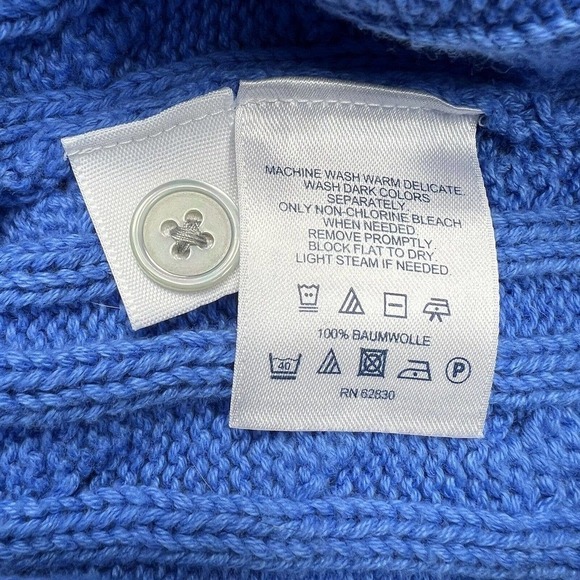 MACHINE WASH WARM DELICATE.
WASH DARK COLORS
SEPARATELY.
ONLY NON-CHLORINE BLEACH
WHEN NEEDED.
REMOVE PROMPTLY.
BLOCK FLAT TO DRY.
LIGHT STEAM IF NEEDED.
100% BAUMWOLLE
40 P
RN 62830